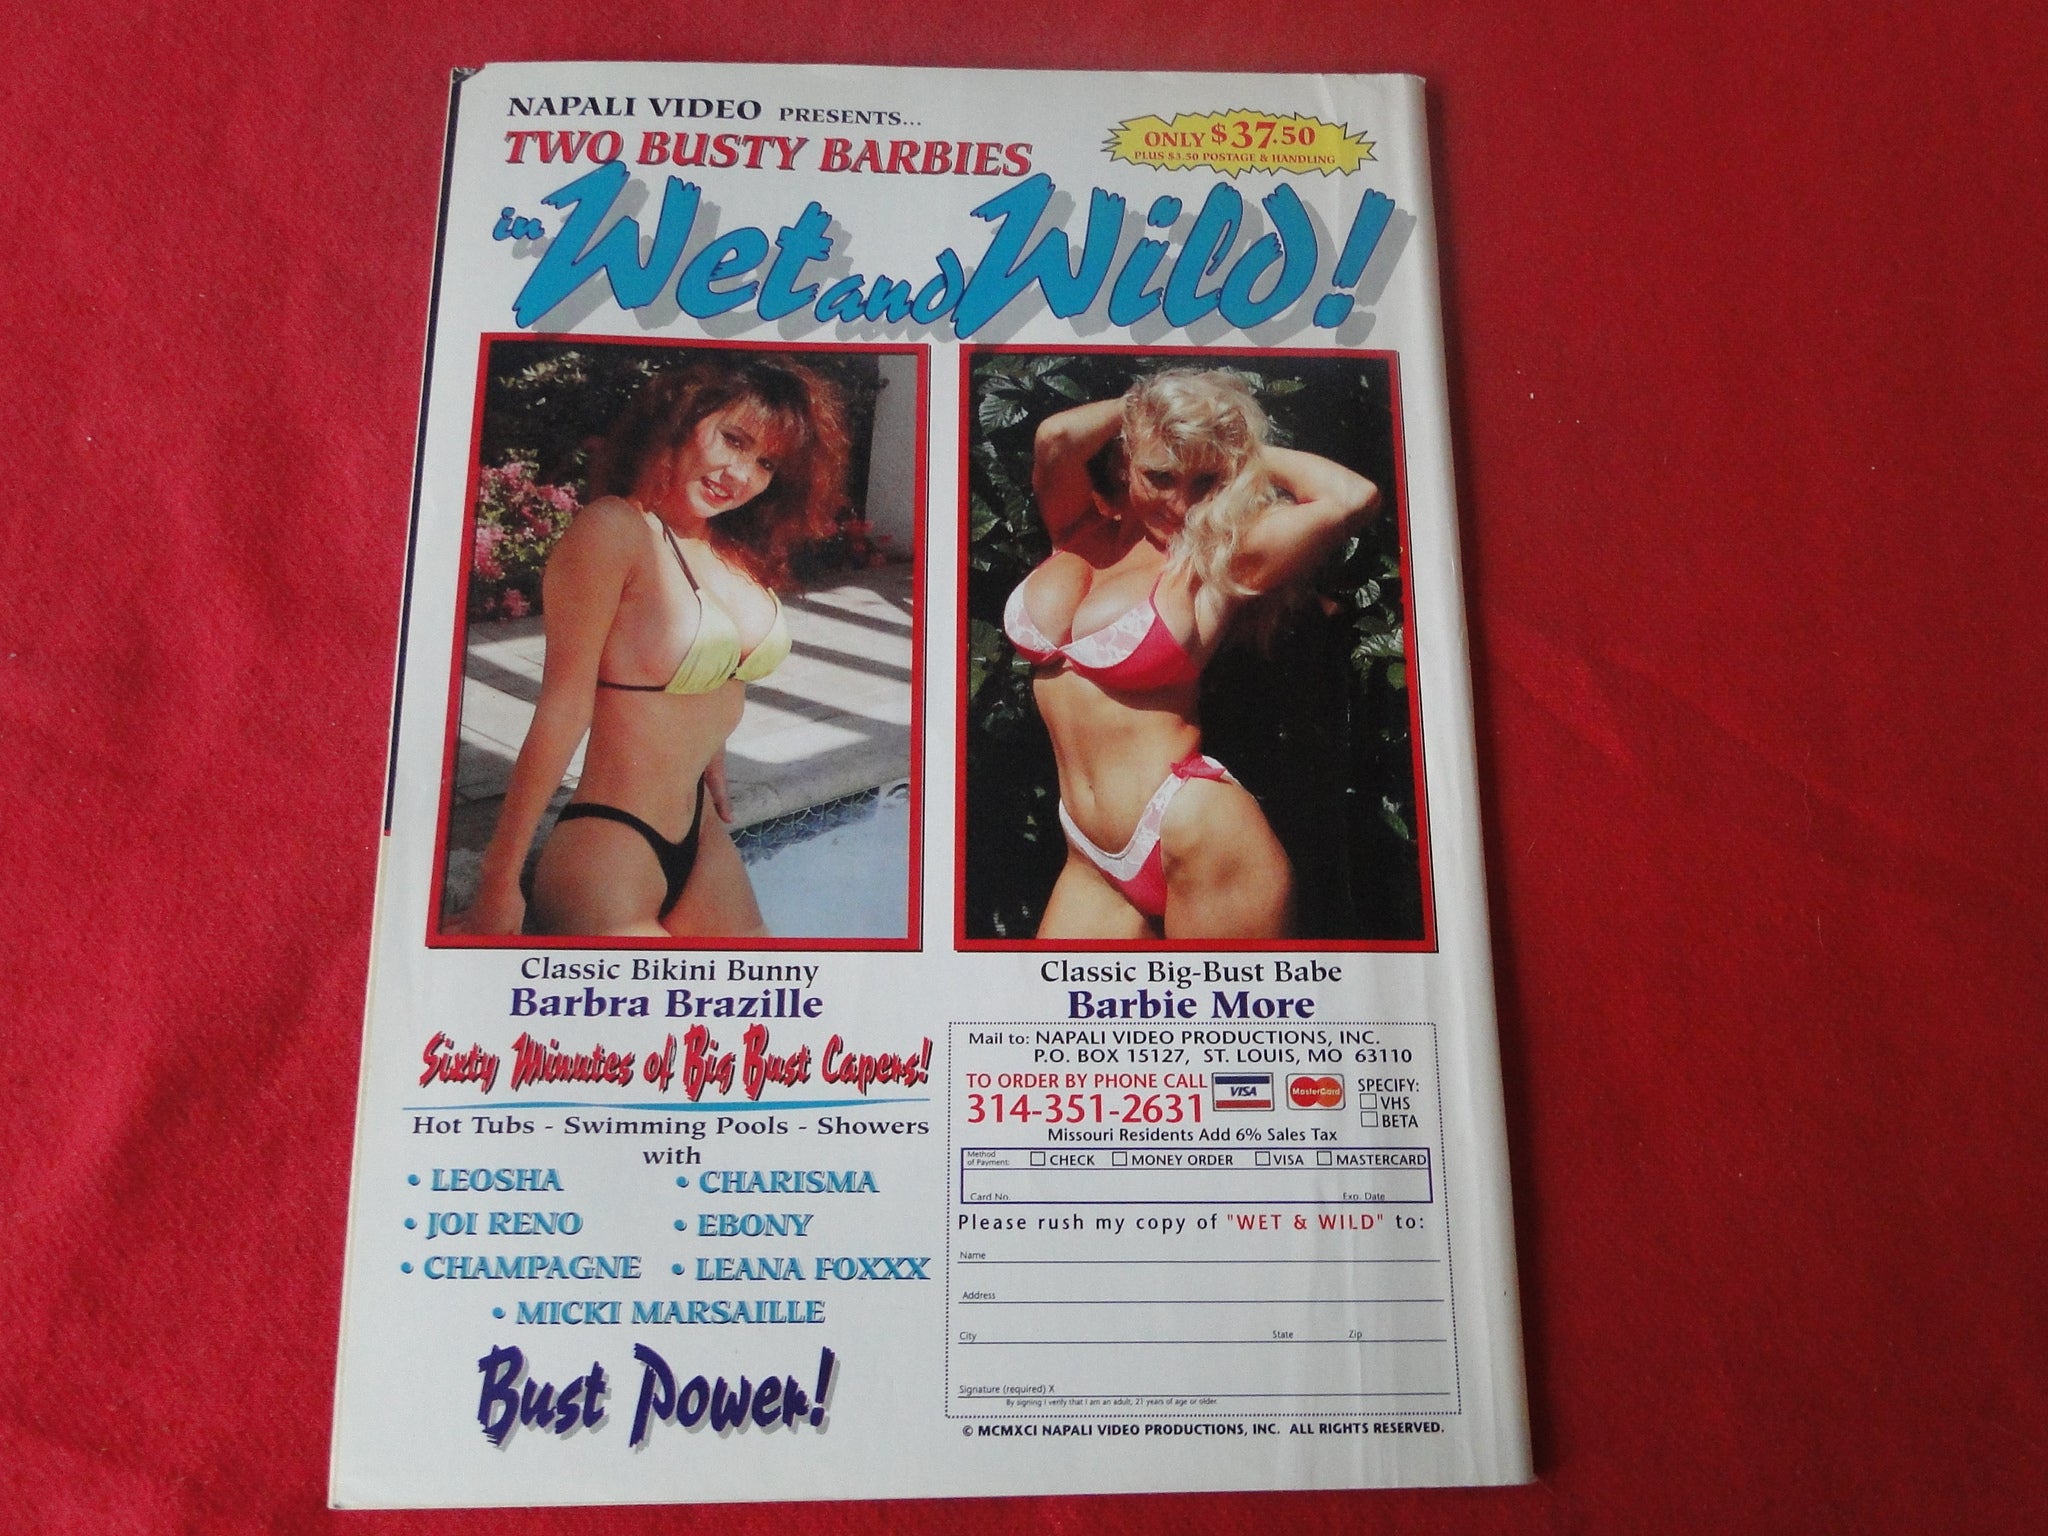 NAPALI VIDEO PRESENTS...
TWO BUSTY BARBIES
ONLY $37.50
PLUS $3.50 POSTAGE & HANDLING
in Wet and Wild!
Classic Bikini Bunny
Barbra Brazille
Classic Big-Bust Babe
Barbie More
Sixty Minutes of Big Bust Capers!
Hot Tubs - Swimming Pools - Showers
with
• LEOSHA
• CHARISMA
• JOI RENO
• EBONY
• CHAMPAGNE
• LEANA FOXXX
• MICKI MARSAILLE
Bust Power!
Mail to: NAPALI VIDEO PRODUCTIONS, INC.
P.O. BOX 15127, ST. LOUIS, MO 63110
TO ORDER BY PHONE CALL
314-351-2631
VISA
MasterCard
SPECIFY:
VHS
BETA
Missouri Residents Add 6% Sales Tax
Method
of Payment:
CHECK MONEY ORDER VISA MASTERCARD
Card No. Exp. Date
Please rush my copy of "WET & WILD" to:
Name
Address
City State Zip
Signature (required) X
By signing I verify that I am an adult, 21 years of age or older.
© MCMXCI NAPALI VIDEO PRODUCTIONS, INC. ALL RIGHTS RESERVED.